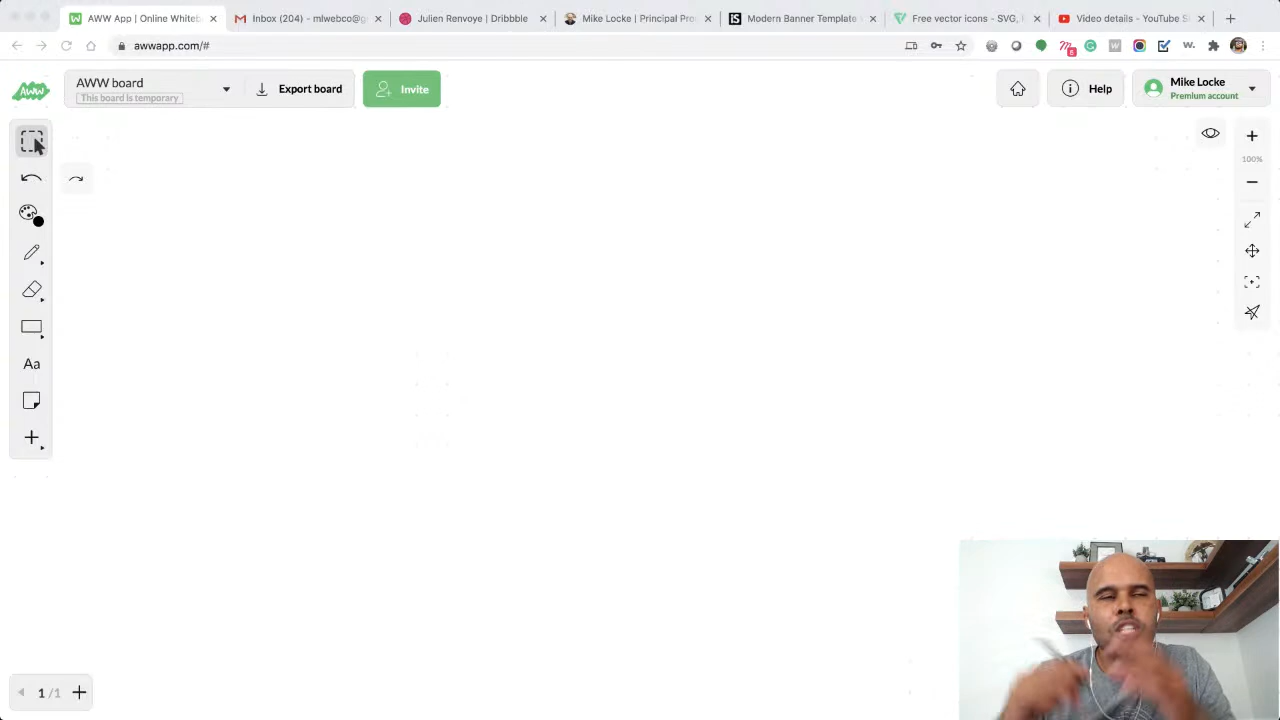 AWW App | Online Whiteb
Inbox (204) - mlwebco@g
Julien Renvoye | Dribbble
Mike Locke | Principal Pro
Modern Banner Template
Free vector icons - SVG,
Video details - YouTube S
awwapp.com/#
6
AWW
AWW board
This board is temporary
Export board
Invite
Help
Mike Locke
Premium account
100%
Aa
1/1